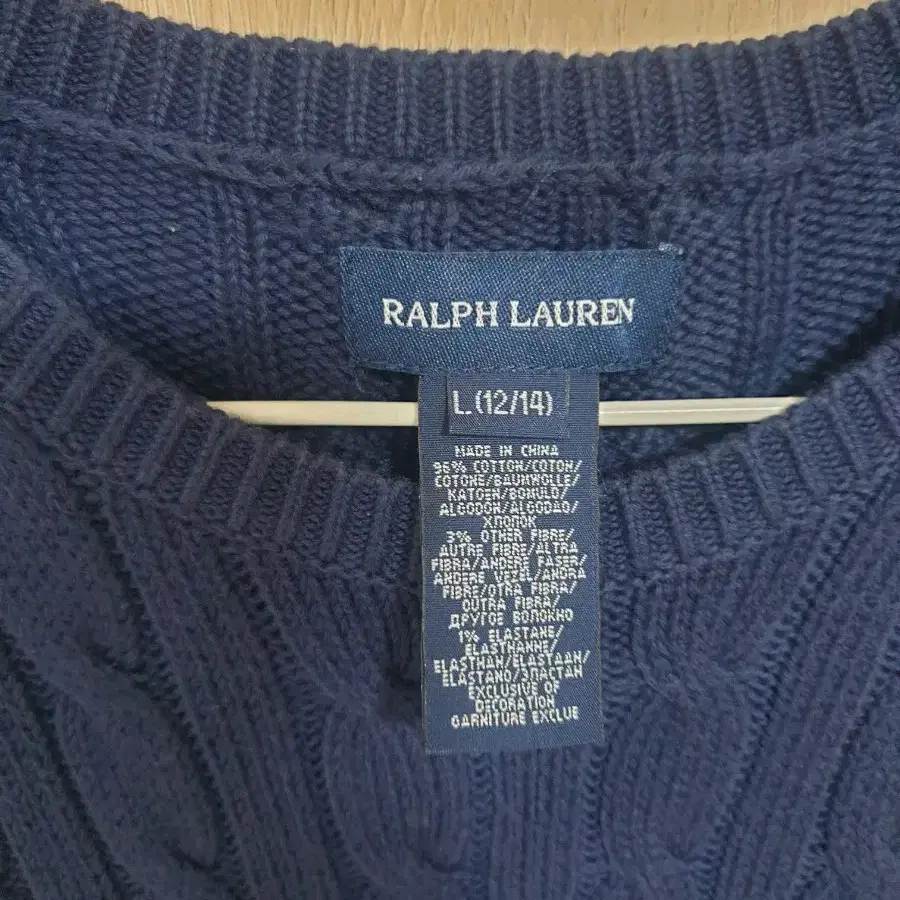 RALPH LAUREN
L (12/14)
MADE IN CHINA
96% COTTON/COTON/
COTONE/BAUMWOLLE/
KATOEN/BOMULD/
ALGODON/ALGODAO/
ХЛОПОК
3% OTHER FIBRE/
AUTRE FIBRE/ALTRA
FIBRA/ANDERE FASER/
ANDERE VEZEL/ANDRA
FIBRE/OTRA FIBRA/
OUTRA FIBRA/
ДРУГОЕ ВОЛОКНО
1% ELASTANE/
ELASTHANNE/
ELASTHAN/ELASTAAN/
ELASTANO/ЭЛАСТАН
EXCLUSIVE OF
DECORATION
GARNITURE EXCLUE